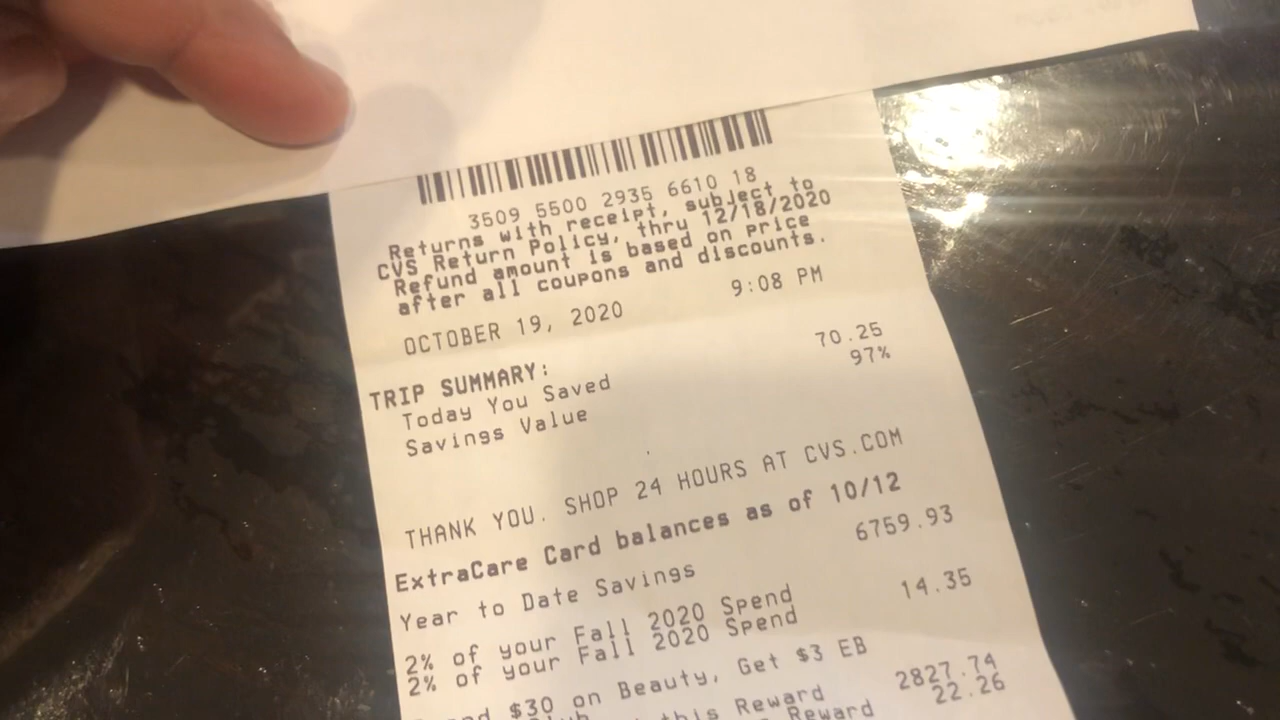 3509 5500 2935 6610 18
Returns with receipt, subject to
CVS Return Policy, thru 12/18/2020
Refund amount is based on price
after all coupons and discounts.
OCTOBER 19, 2020 9:08 PM
TRIP SUMMARY:
Today You Saved 70.25
Savings Value 97%
THANK YOU. SHOP 24 HOURS AT CVS.COM
ExtraCare Card balances as of 10/12
Year to Date Savings 6759.93
2% of your Fall 2020 Spend
2% of your Fall 2020 Spend 14.35
$30 on Beauty, Get $3 EB
this Reward 2827.74
Reward 22.26